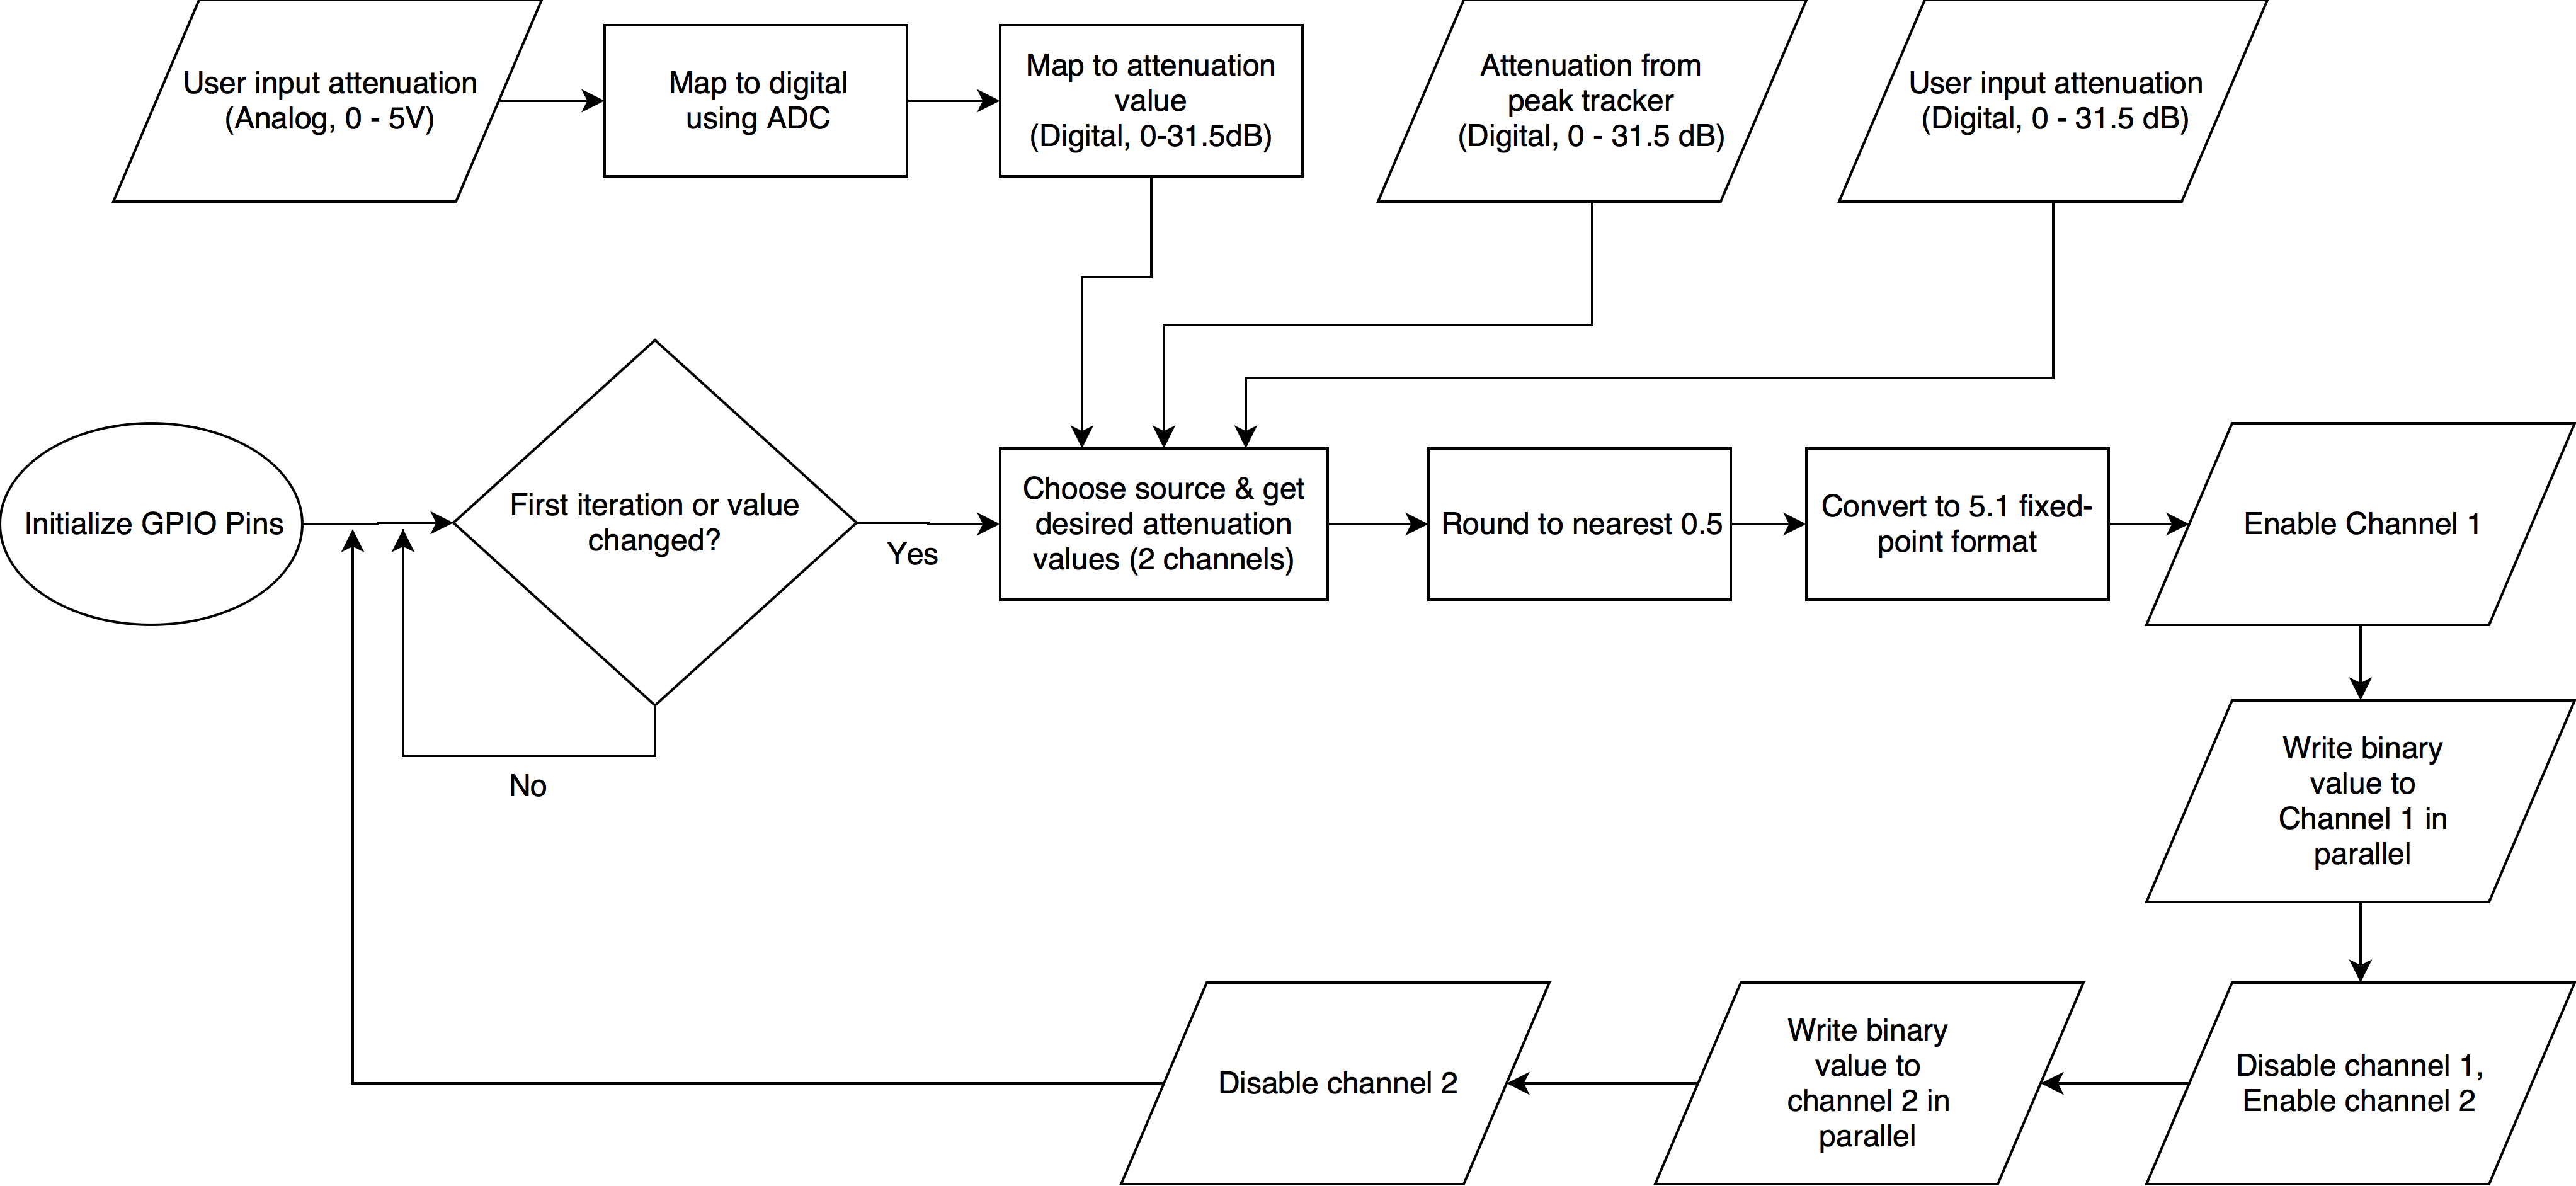 User input attenuation
(Analog, 0 - 5V)
Map to digital
using ADC
Map to attenuation
value
(Digital, 0-31.5dB)
Attenuation from
peak tracker
(Digital, 0 - 31.5 dB)
User input attenuation
(Digital, 0 - 31.5 dB)
Initialize GPIO Pins
First iteration or value
changed?
Yes
No
Choose source & get
desired attenuation
values (2 channels)
Round to nearest 0.5
Convert to 5.1 fixed-
point format
Enable Channel 1
Write binary
value to
Channel 1 in
parallel
Disable channel 1,
Enable channel 2
Write binary
value to
channel 2 in
parallel
Disable channel 2